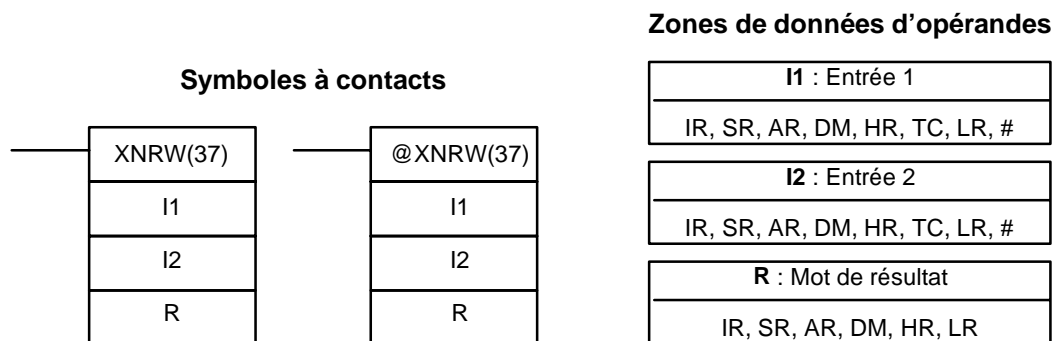 Zones de données d’opérandes
Symboles à contacts
I1 : Entrée 1
IR, SR, AR, DM, HR, TC, LR, #
XNRW(37)
@XNRW(37)
I2 : Entrée 2
I1
I1
IR, SR, AR, DM, HR, TC, LR, #
I2
I2
R : Mot de résultat
R
R
IR, SR, AR, DM, HR, LR